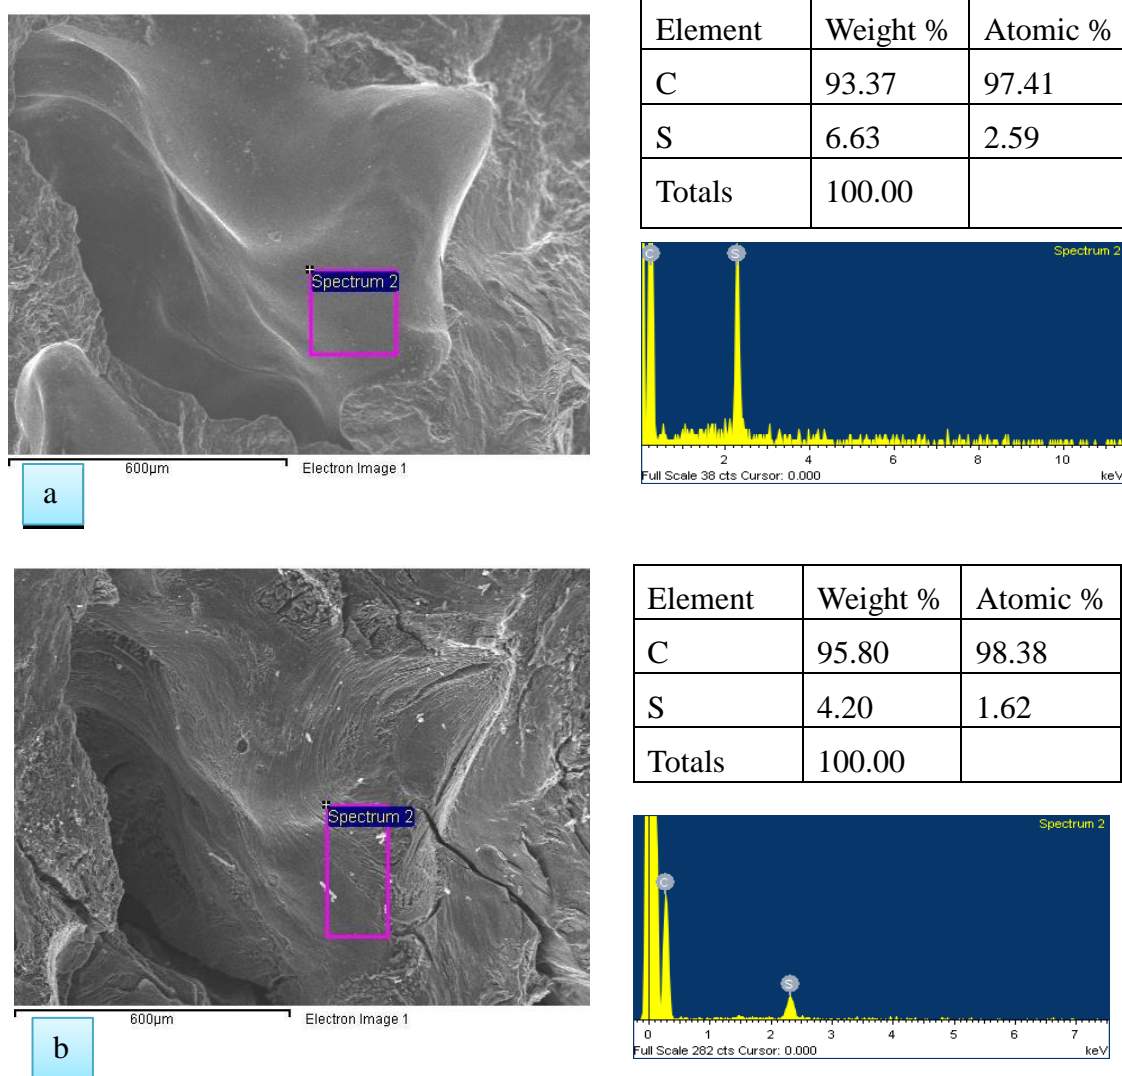 Element Weight % Atomic %
C 93.37 97.41
S 6.63 2.59
Totals 100.00
Spectrum 2
600µm Electron Image 1
a
C S Spectrum 2
2 4 6 8 10
Full Scale 38 cts Cursor: 0.000 keV
Element Weight % Atomic %
C 95.80 98.38
S 4.20 1.62
Totals 100.00
Spectrum 2
600µm Electron Image 1
b
Spectrum 2
C
S
0 1 2 3 4 5 6 7
Full Scale 282 cts Cursor: 0.000 keV